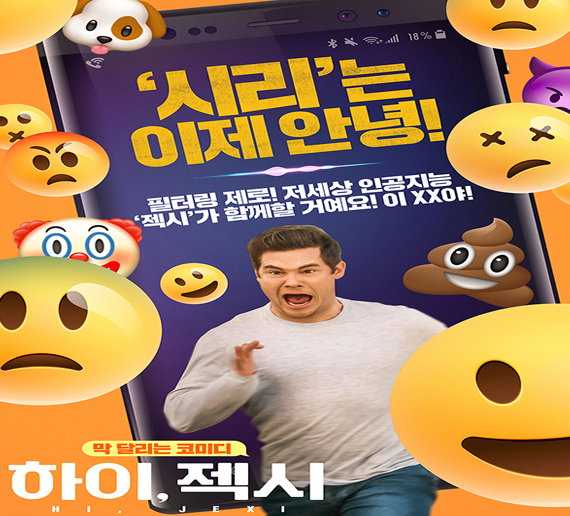 18%
‘시리’는
이제 안녕!
필터링 제로! 저세상 인공지능
‘젝시’가 함께할 거예요! 이 XX야!
막 달리는 코미디
하이, 젝시
HI, JEXI